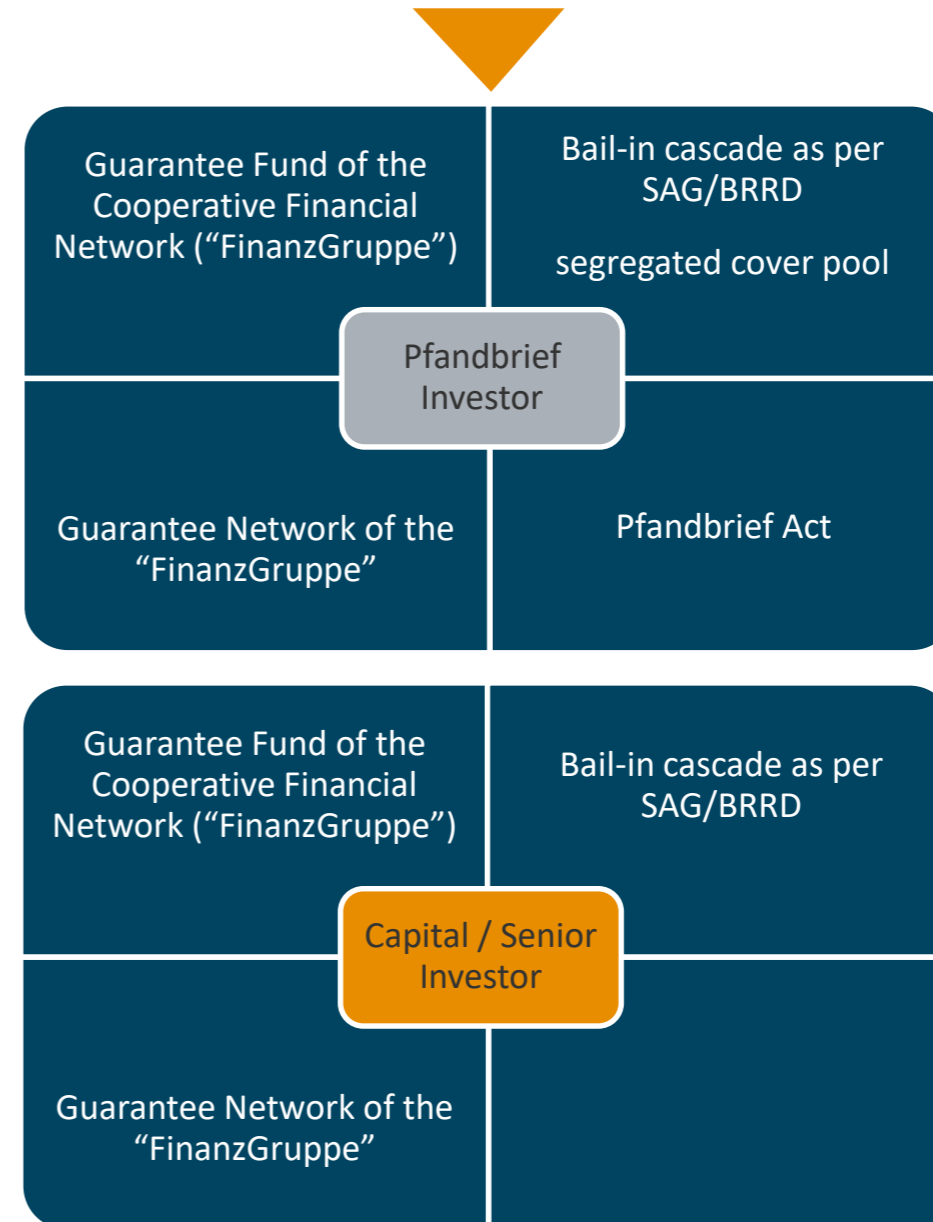 Guarantee Fund of the
Cooperative Financial
Network (“FinanzGruppe”)
Bail-in cascade as per
SAG/BRRD
segregated cover pool
Pfandbrief
Investor
Guarantee Network of the
“FinanzGruppe”
Pfandbrief Act
Guarantee Fund of the
Cooperative Financial
Network (“FinanzGruppe”)
Bail-in cascade as per
SAG/BRRD
Capital / Senior
Investor
Guarantee Network of the
“FinanzGruppe”